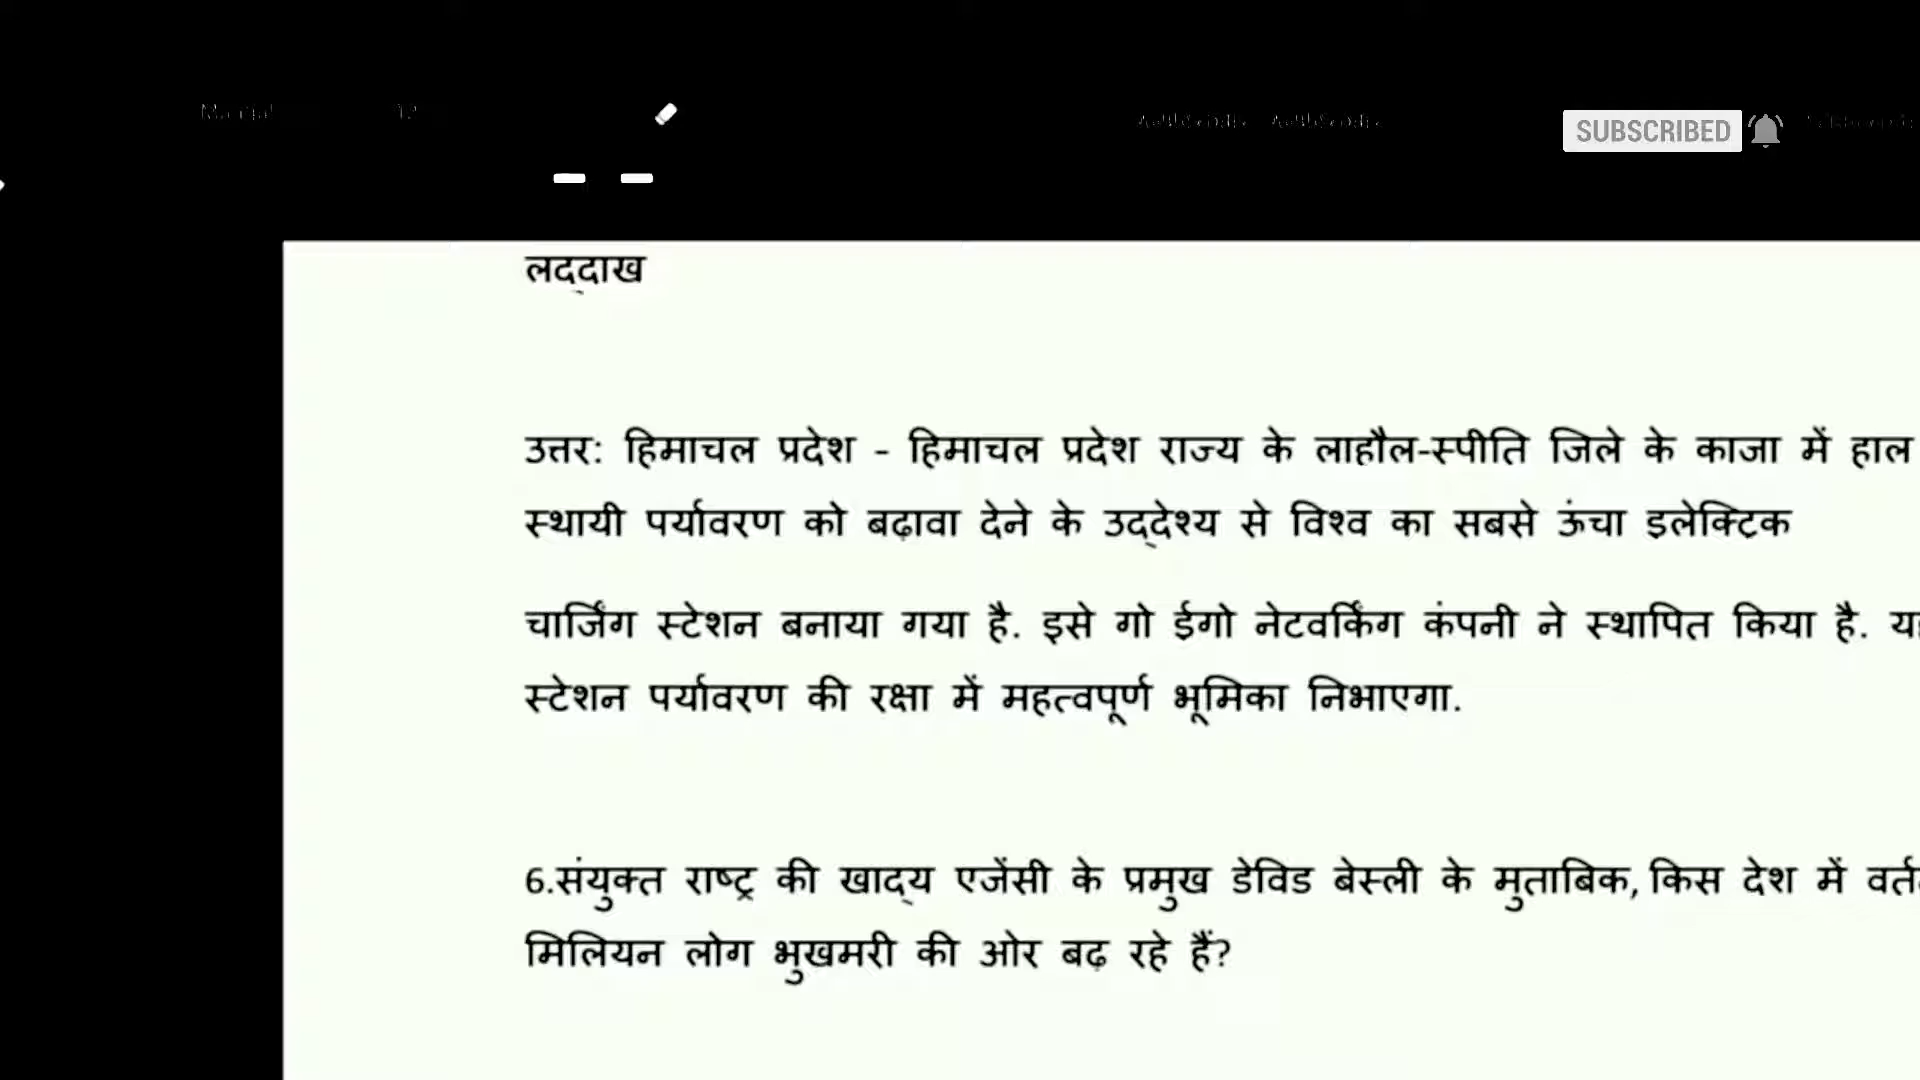 SUBSCRIBED
लद्दाख
उत्तर: हिमाचल प्रदेश - हिमाचल प्रदेश राज्य के लाहौल-स्पीति जिले के काजा में हाल
स्थायी पर्यावरण को बढ़ावा देने के उद्देश्य से विश्व का सबसे ऊंचा इलेक्ट्रिक
चार्जिंग स्टेशन बनाया गया है. इसे गो ईगो नेटवर्किंग कंपनी ने स्थापित किया है.
स्टेशन पर्यावरण की रक्षा में महत्वपूर्ण भूमिका निभाएगा.
6.संयुक्त राष्ट्र की खाद्य एजेंसी के प्रमुख डेविड बेस्ली के मुताबिक, किस देश में
मिलियन लोग भुखमरी की ओर बढ़ रहे हैं?